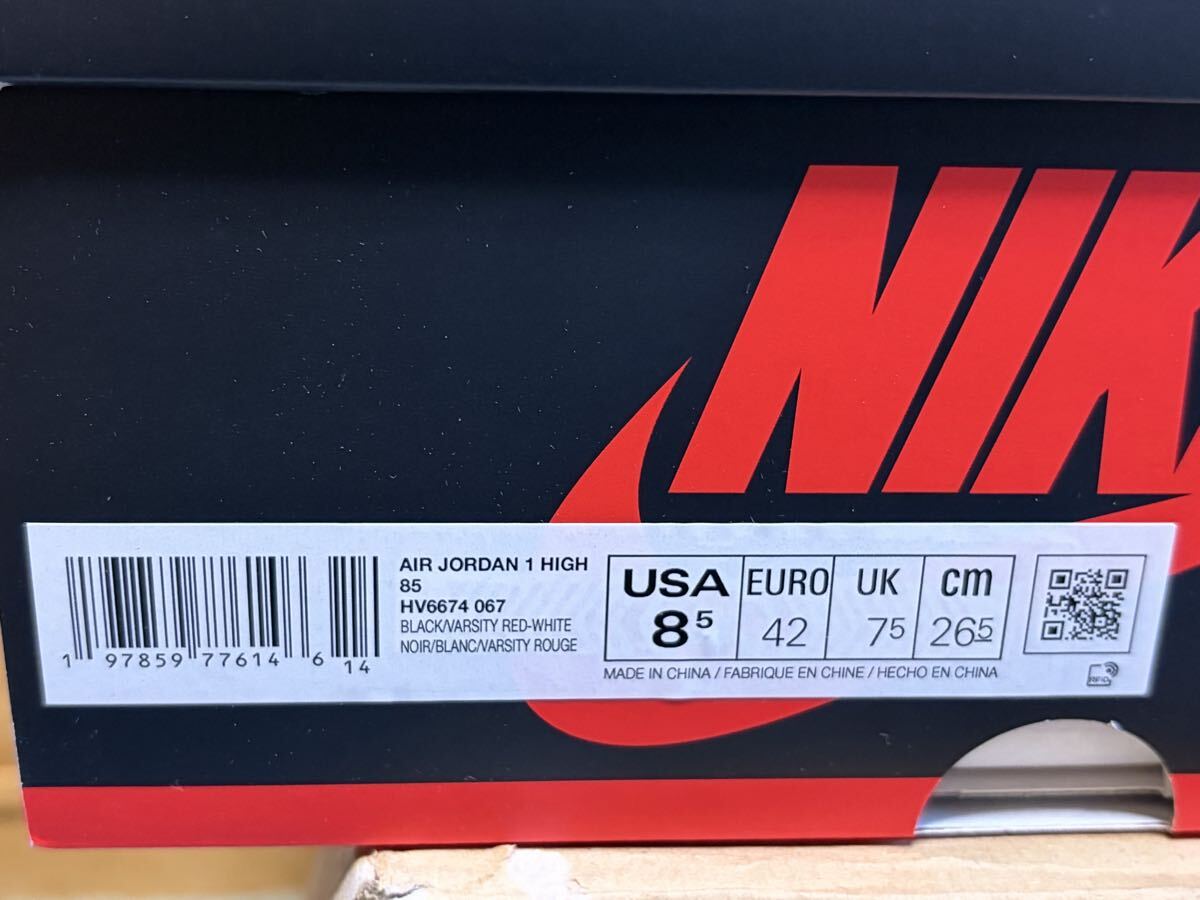 NIK
AIR JORDAN 1 HIGH
85
HV6674 067
BLACK/VARSITY RED-WHITE
NOIR/BLANC/VARSITY ROUGE
1 97859 77614 6 14
USA EURO UK cm
8⁵ 42 7⁵ 26⁵
MADE IN CHINA / FABRIQUE EN CHINE / HECHO EN CHINA
RFID